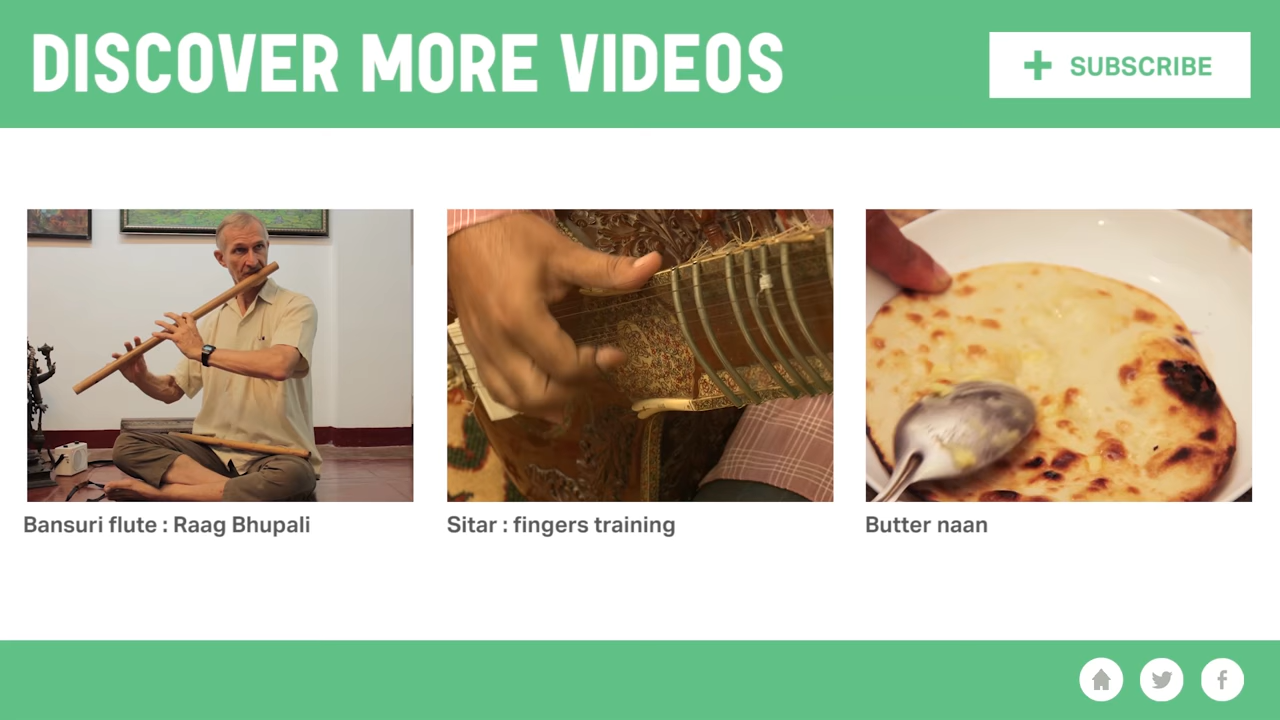 DISCOVER MORE VIDEOS
+ SUBSCRIBE
Bansuri flute : Raag Bhupali
Sitar : fingers training
Butter naan